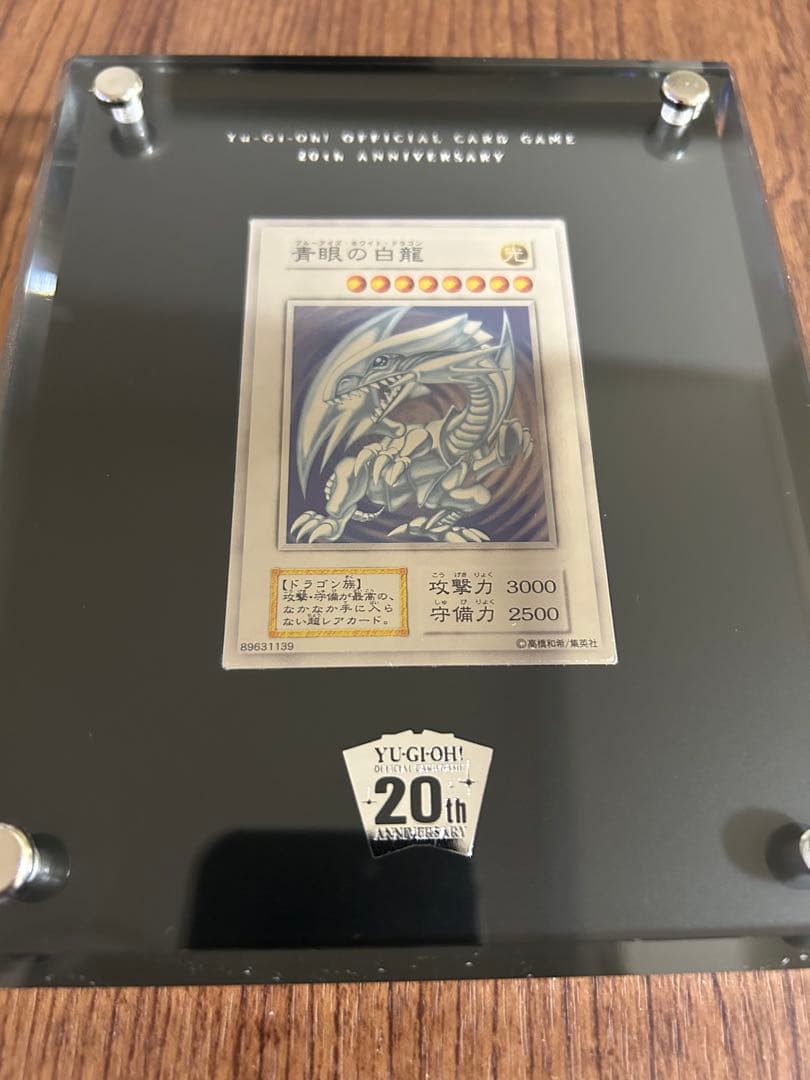 Yu-Gi-Oh! OFFICIAL CARD GAME
20th ANNIVERSARY
ブルーアイズ・ホワイト・ドラゴン
青眼の白龍
光
【ドラゴン族】
攻撃・守備が最高の、
なかなか手に入ら
ない超レアカード。
こうげきりょく
攻撃力 3000
しゅびりょく
守備力 2500
89631139
©高橋和希/集英社
YU-GI-OH!
20th
ANNIVERSARY